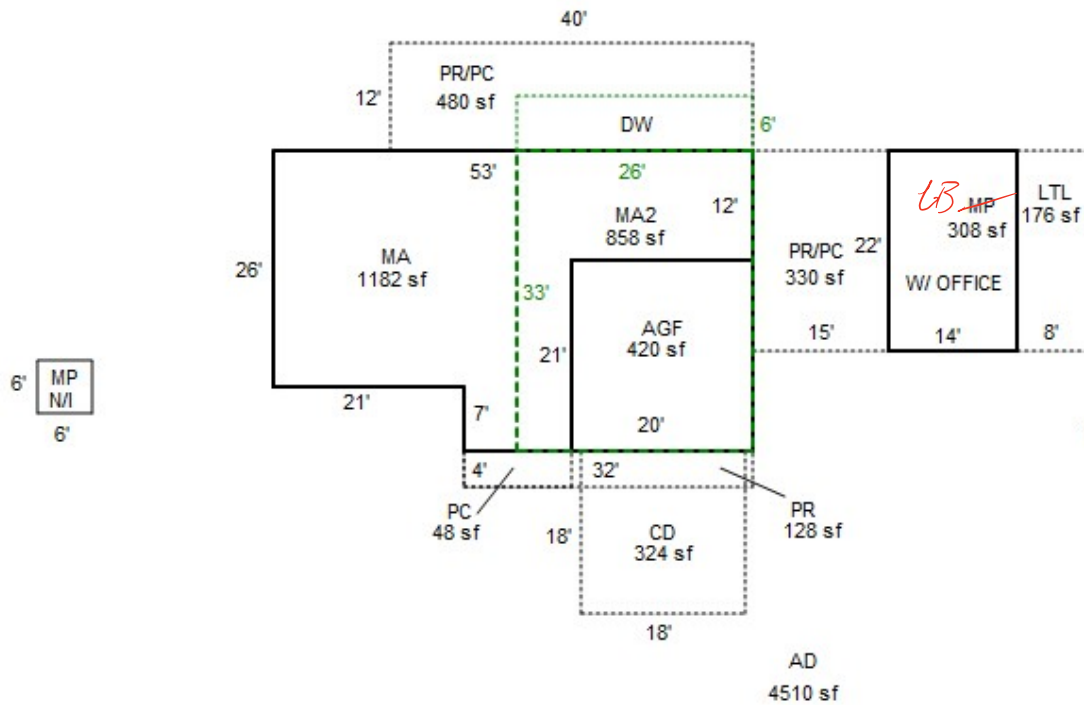 40'
PR/PC
480 sf
12'
DW
6'
53'
26'
12'
MA2
858 sf
UB MP
308 sf
LTL
176 sf
26'
MA
1182 sf
PR/PC
330 sf
22'
W/ OFFICE
33'
AGF
420 sf
21'
15'
14'
8'
6'
MP
N/I
6'
21'
7'
20'
4'
32'
PC
48 sf
PR
128 sf
18'
CD
324 sf
18'
AD
4510 sf